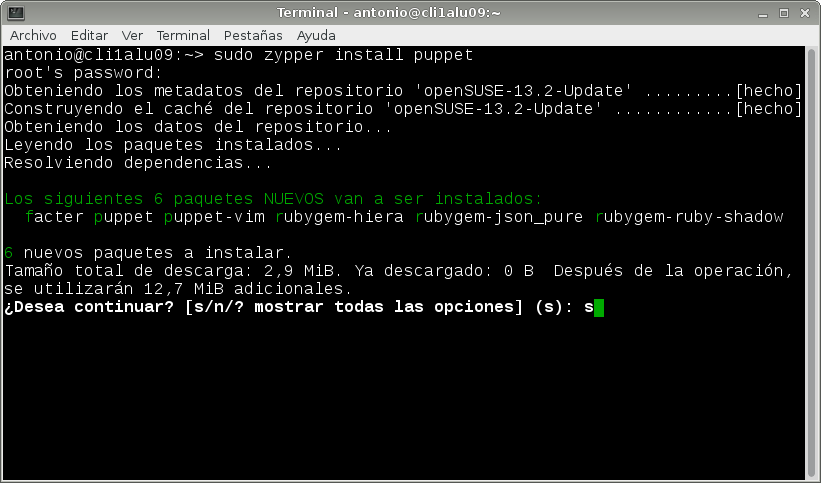 Terminal - antonio@cli1alu09:~
Archivo Editar Ver Terminal Pestañas Ayuda
antonio@cli1alu09:~> sudo zypper install puppet
root's password:
Obteniendo los metadatos del repositorio 'openSUSE-13.2-Update' .........[hecho]
Construyendo el caché del repositorio 'openSUSE-13.2-Update' ............[hecho]
Obteniendo los datos del repositorio...
Leyendo los paquetes instalados...
Resolviendo dependencias...
Los siguientes 6 paquetes NUEVOS van a ser instalados:
facter puppet puppet-vim rubygem-hiera rubygem-json_pure rubygem-ruby-shadow
6 nuevos paquetes a instalar.
Tamaño total de descarga: 2,9 MiB. Ya descargado: 0 B  Después de la operación,
se utilizarán 12,7 MiB adicionales.
¿Desea continuar? [s/n/? mostrar todas las opciones] (s): s